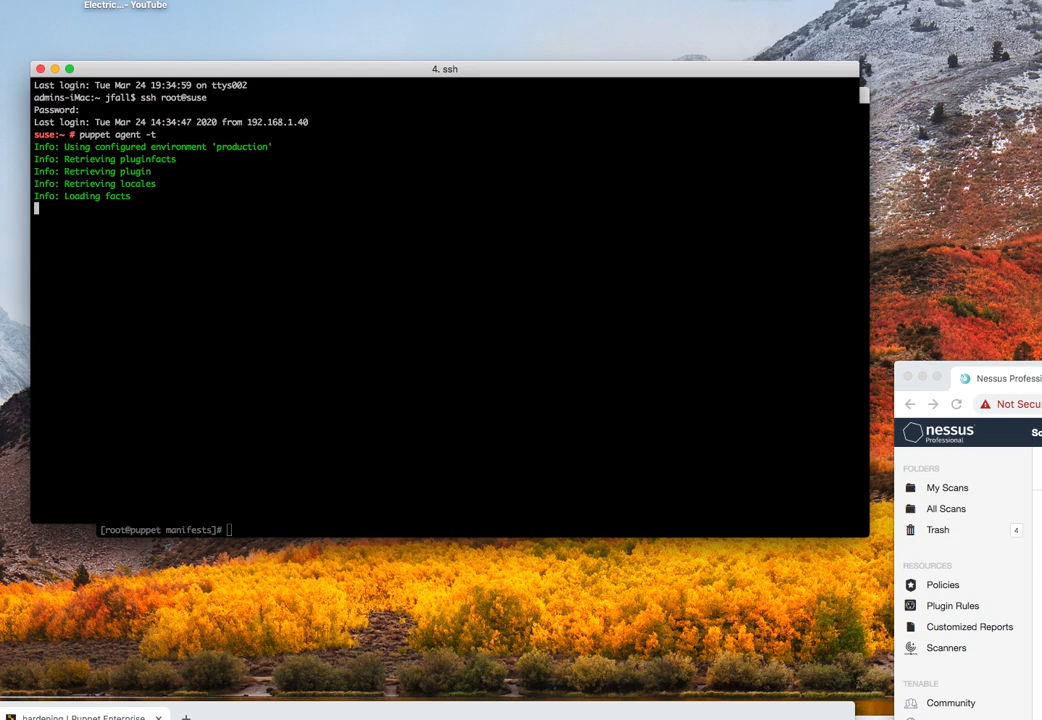 Electric...- YouTube
4. ssh
Last login: Tue Mar 24 19:34:59 on ttys002
admins-iMac:~ jfall$ ssh root@suse
Password:
Last login: Tue Mar 24 14:34:47 2020 from 192.168.1.40
suse:~ # puppet agent -t
Info: Using configured environment 'production'
Info: Retrieving pluginfacts
Info: Retrieving plugin
Info: Retrieving locales
Info: Loading facts
[root@puppet manifests]#
Nessus Professi
Not Secu
nessus
Professional
Sc
FOLDERS
My Scans
All Scans
Trash
4
RESOURCES
Policies
Plugin Rules
Customized Reports
Scanners
TENABLE
Community
hardening | Puppet Enterprise